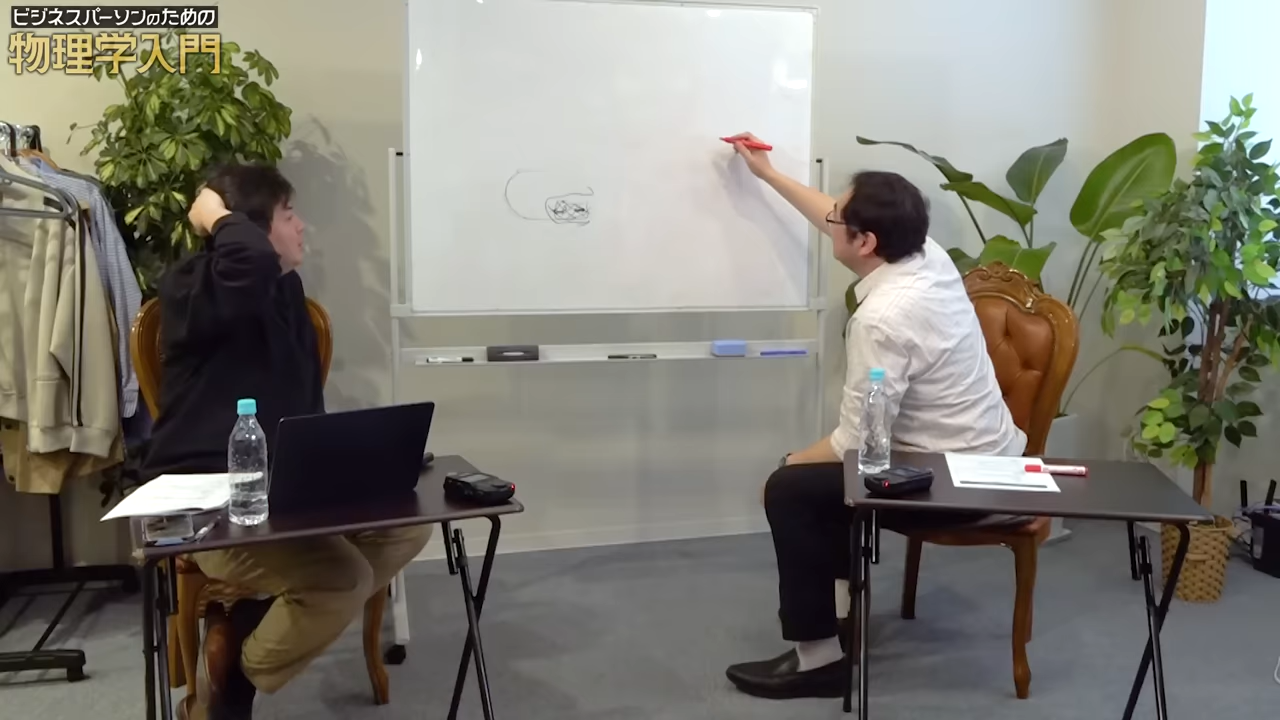 ビジネスパーソンのための
物理学入門